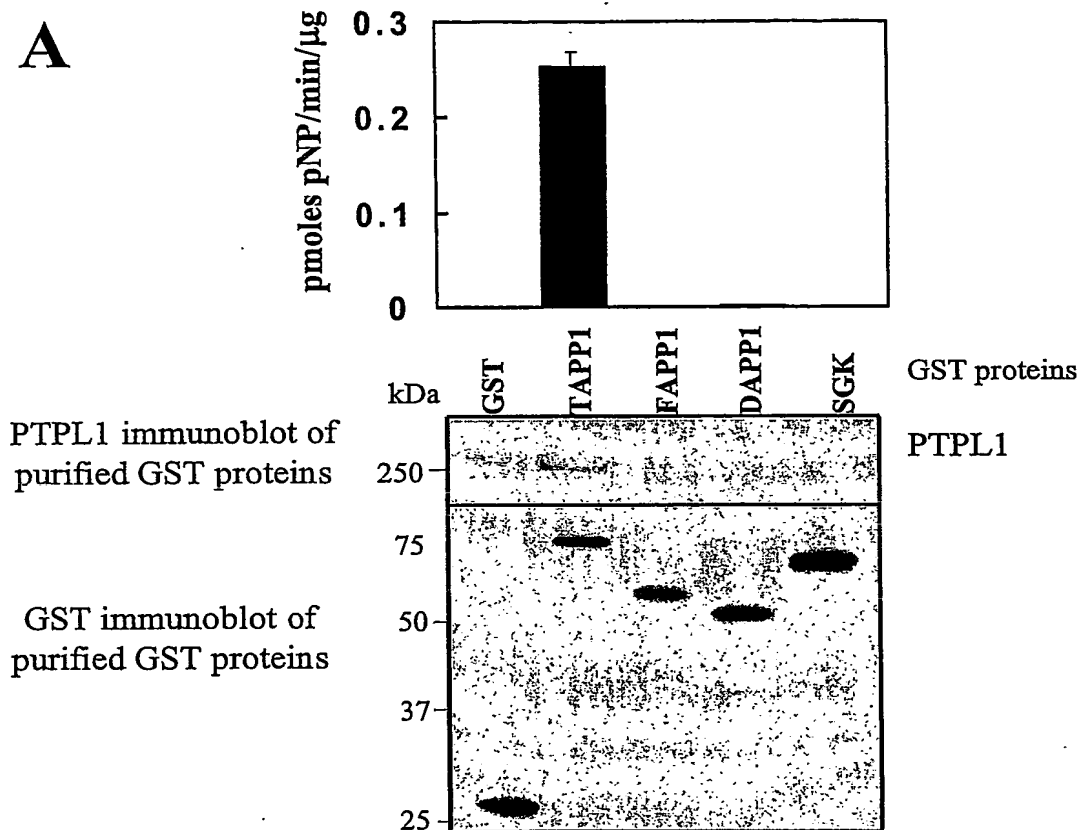 A
pmoles pNP/min/µg
0.3
0.2
0.1
0
GST
TAPP1
FAPP1
DAPP1
SGK
GST proteins
kDa
PTPL1 immunoblot of
purified GST proteins
250
PTPL1
75
50
37
25
GST immunoblot of
purified GST proteins